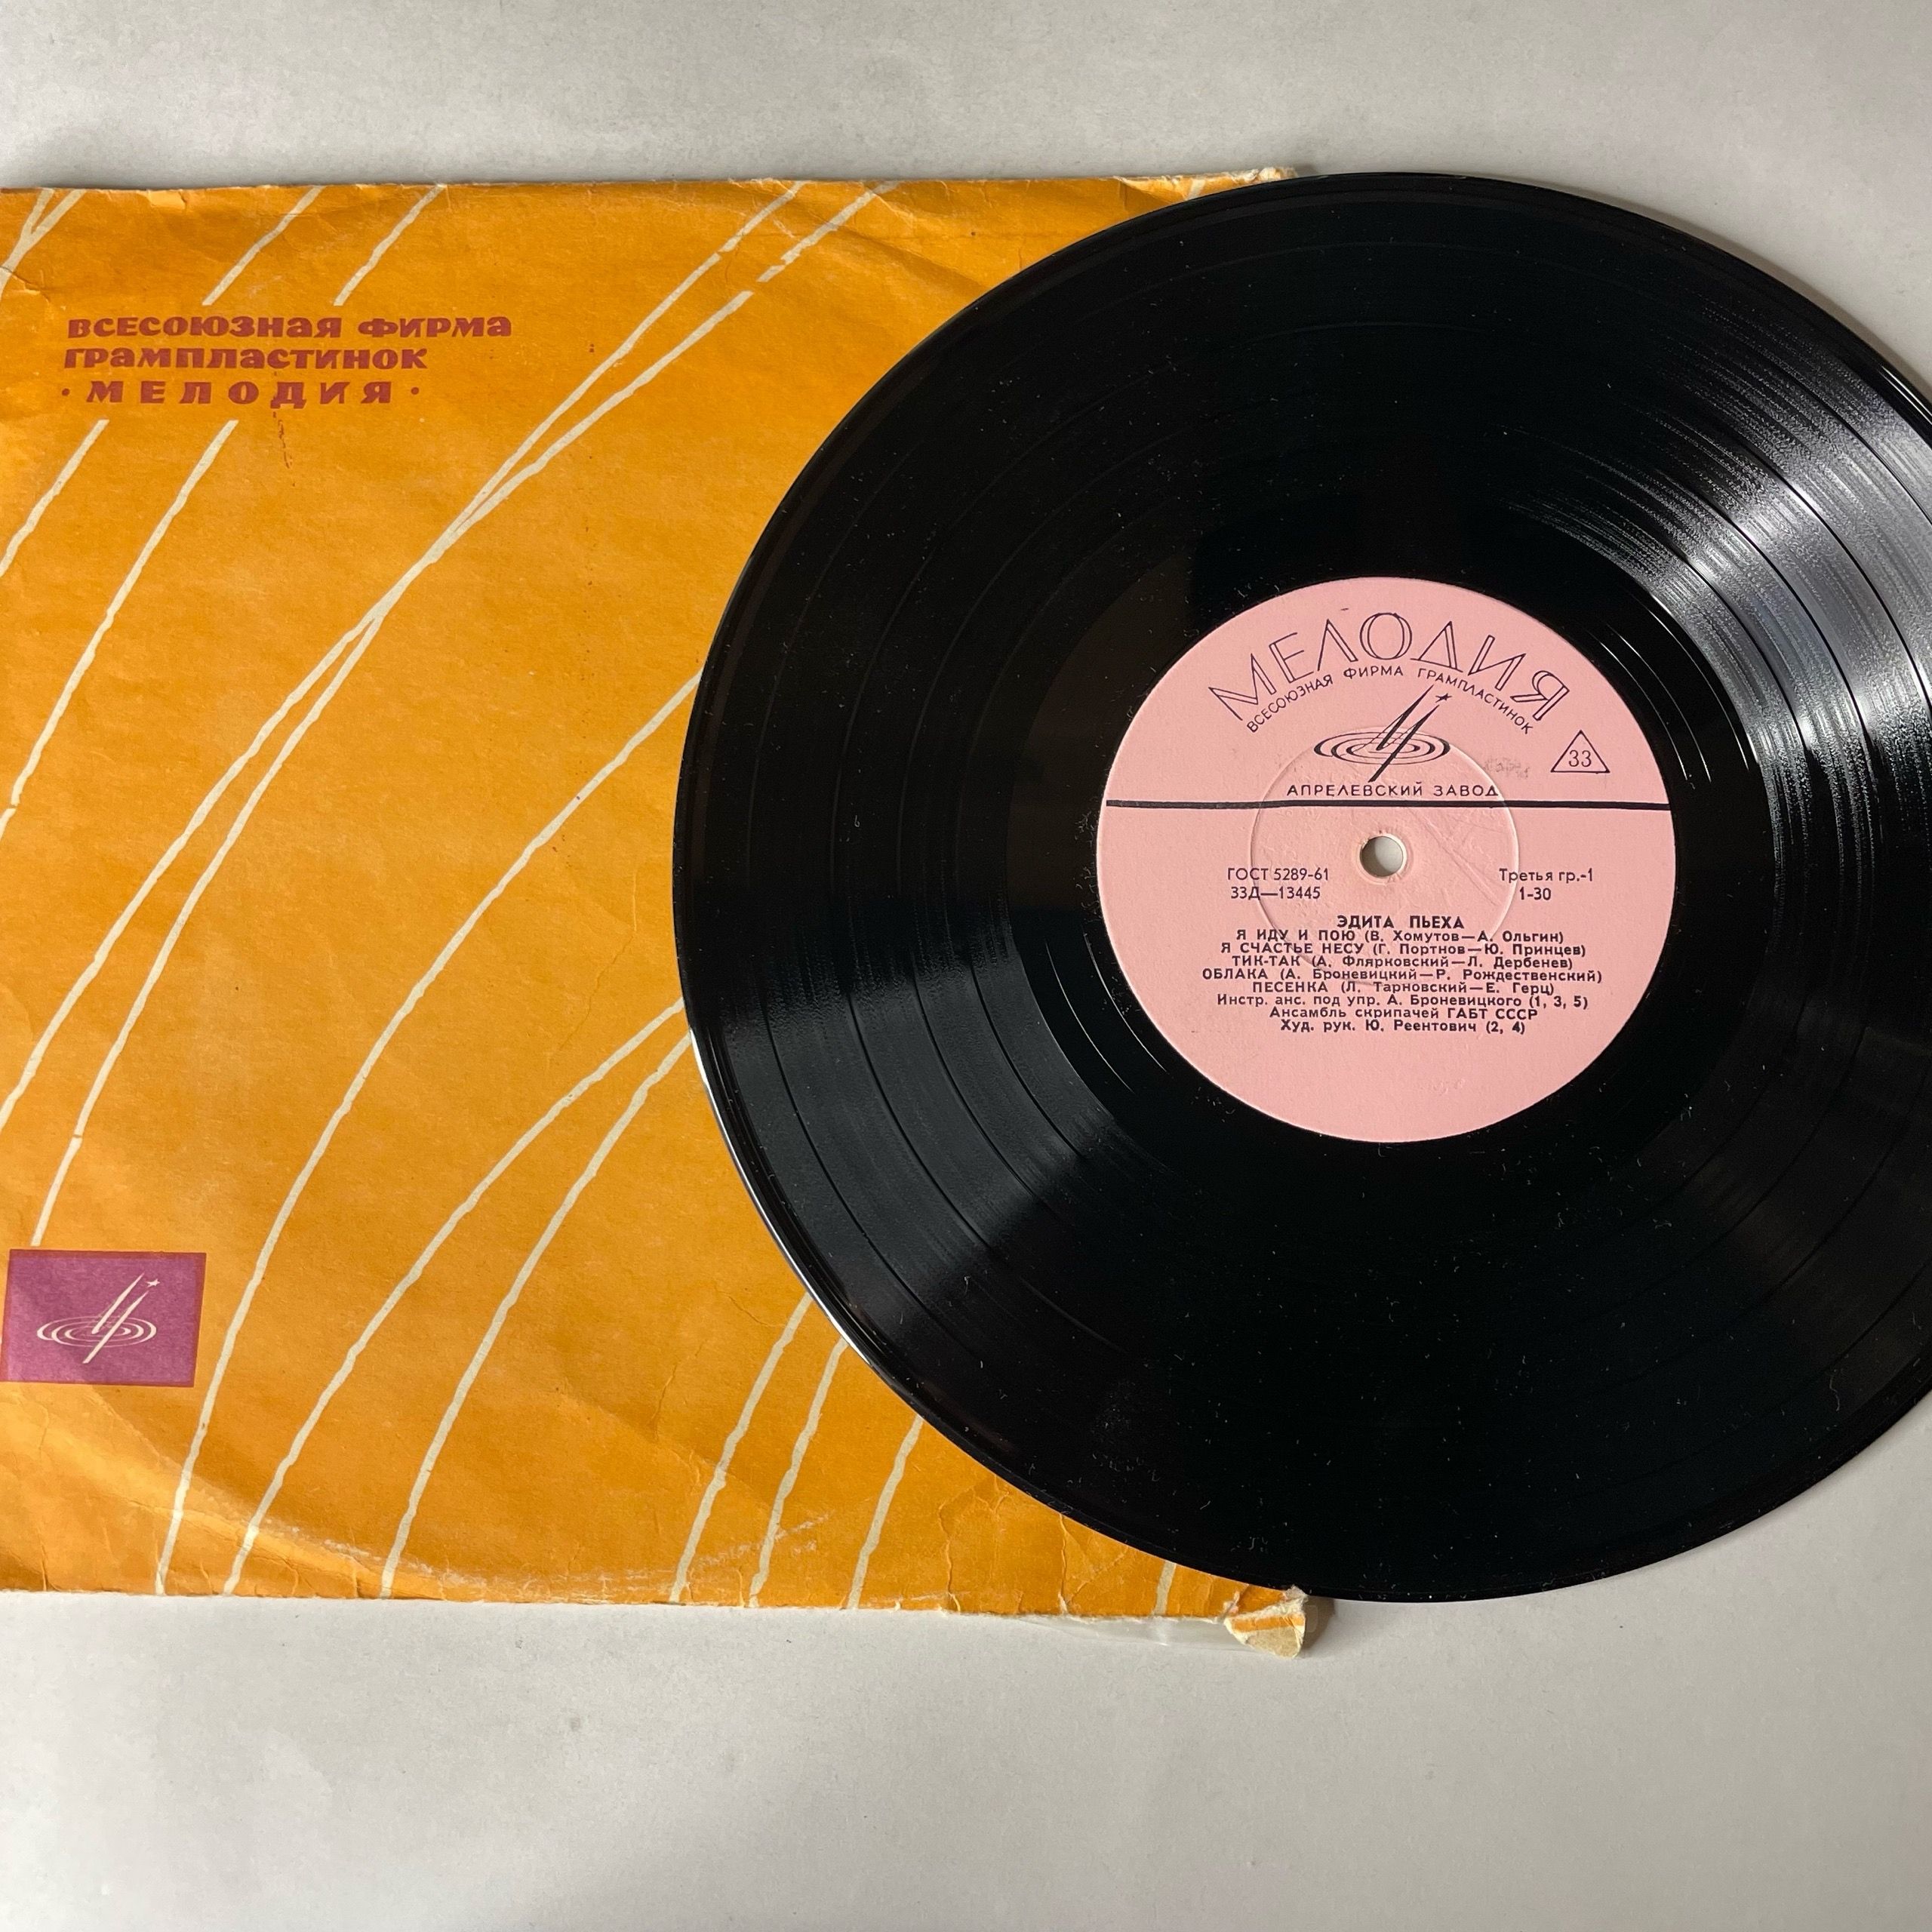 ВСЕСОЮЗНАЯ ФИРМА
ГРАМПЛАСТИНОК
·МЕЛОДИЯ·
МЕЛОДИЯ
ВСЕСОЮЗНАЯ ФИРМА ГРАМПЛАСТИНОК
33
АПРЕЛЕВСКИЙ ЗАВОД
ГОСТ 5289-61 Третья гр.-1
33Д—13445 1-30
ЭДИТА ПЬЕХА
Я ИДУ И ПОЮ (В. Хомутов—А. Ольгин)
Я СЧАСТЬЕ НЕСУ (Г. Портнов—Ю. Принцев)
ТИК-ТАК (А. Флярковский—Л. Дербенев)
ОБЛАКА (А. Броневицкий—Р. Рождественский)
ПЕСЕНКА (Л. Тарновский—Е. Герц)
Инстр. анс. под упр. А. Броневицкого (1, 3, 5)
Ансамбль скрипачей ГАБТ СССР
Худ. рук. Ю. Реентович (2, 4)